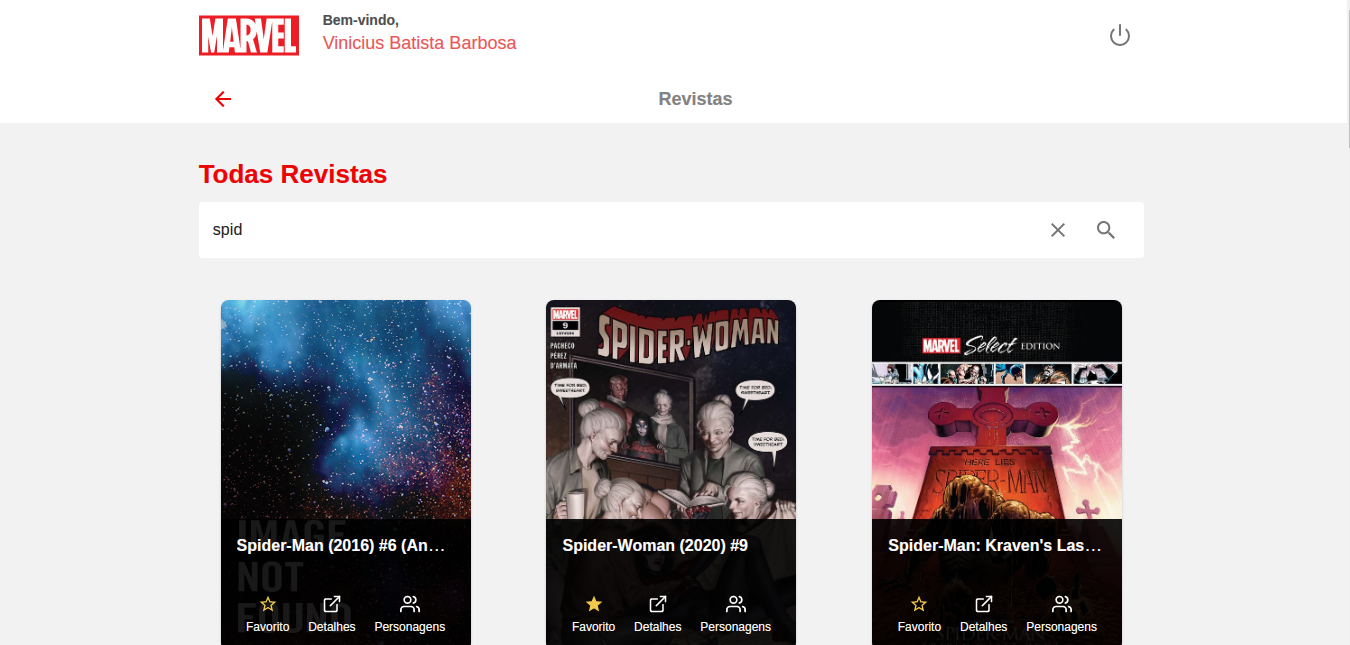 MARVEL
Bem-vindo,
Vinicius Batista Barbosa
Revistas
Todas Revistas
spid
IMAGE
NOT
FOUND
Spider-Man (2016) #6 (An...
Favorito Detalhes Personagens
MARVEL
9
SPIDER-WOMAN
PACHECO
PÉREZ
D'ARMATA
TIME FOR BED, SWEETHEART.
TIME FOR BED, SWEETHEART.
TIME FOR BED, SWEETHEART.
Spider-Woman (2020) #9
Favorito Detalhes Personagens
MARVEL Select EDITION
HERE LIES
SPIDER-MAN
Spider-Man: Kraven's Las...
Favorito Detalhes Personagens
SPIDER-MAN